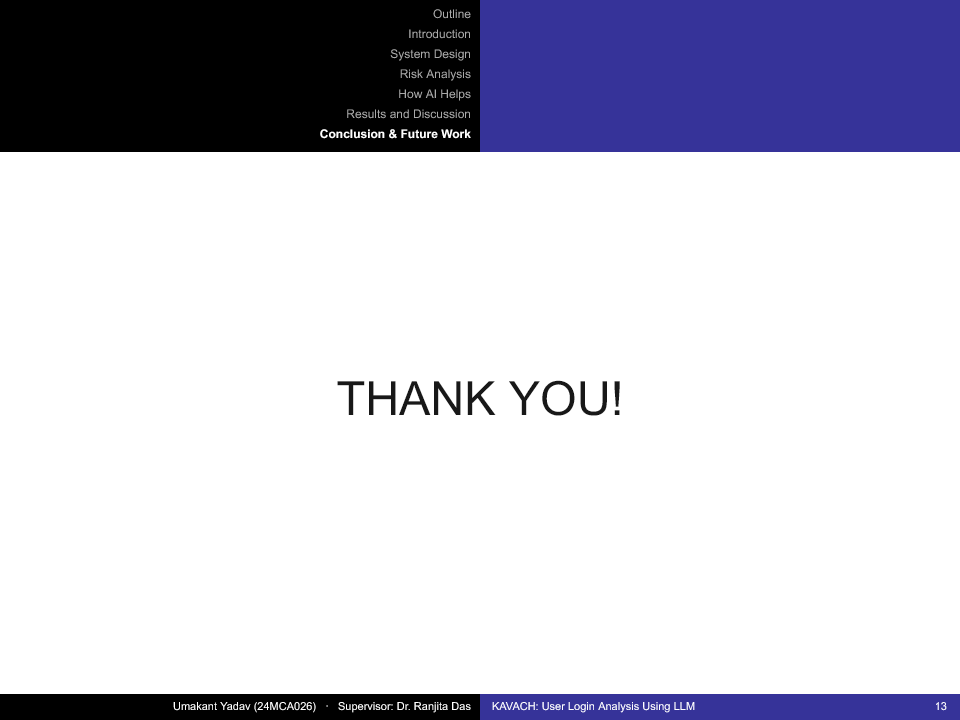 Outline
Introduction
System Design
Risk Analysis
How AI Helps
Results and Discussion
Conclusion & Future Work
THANK YOU!
Umakant Yadav (24MCA026) · Supervisor: Dr. Ranjita Das
KAVACH: User Login Analysis Using LLM
13